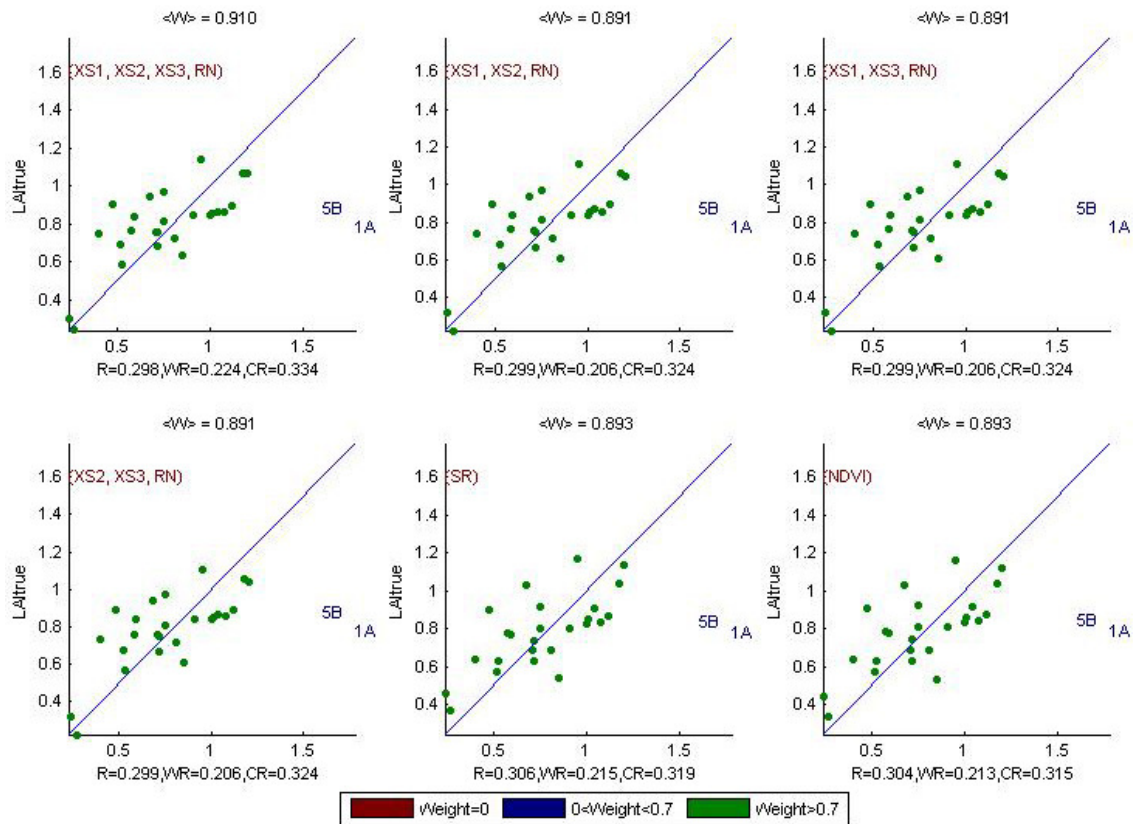 <W> = 0.910
<W> = 0.891
<W> = 0.891
(XS1, XS2, XS3, RN)
(XS1, XS2, RN)
(XS1, XS3, RN)
LAItrue
LAItrue
LAItrue
1.6
1.4
1.2
1
0.8
0.6
0.4
1.6
1.4
1.2
1
0.8
0.6
0.4
1.6
1.4
1.2
1
0.8
0.6
0.4
5B
1A
5B
1A
5B
1A
0.5 1 1.5
0.5 1 1.5
0.5 1 1.5
R=0.298,WR=0.224,CR=0.334
R=0.299,WR=0.206,CR=0.324
R=0.299,WR=0.206,CR=0.324
<W> = 0.891
<W> = 0.893
<W> = 0.893
(XS2, XS3, RN)
(SR)
(NDVI)
LAItrue
LAItrue
LAItrue
1.6
1.4
1.2
1
0.8
0.6
0.4
1.6
1.4
1.2
1
0.8
0.6
0.4
1.6
1.4
1.2
1
0.8
0.6
0.4
5B
1A
5B
1A
5B
1A
0.5 1 1.5
0.5 1 1.5
0.5 1 1.5
R=0.299,WR=0.206,CR=0.324
R=0.306,WR=0.215,CR=0.319
R=0.304,WR=0.213,CR=0.315
Weight=0 0<Weight<0.7 Weight>0.7